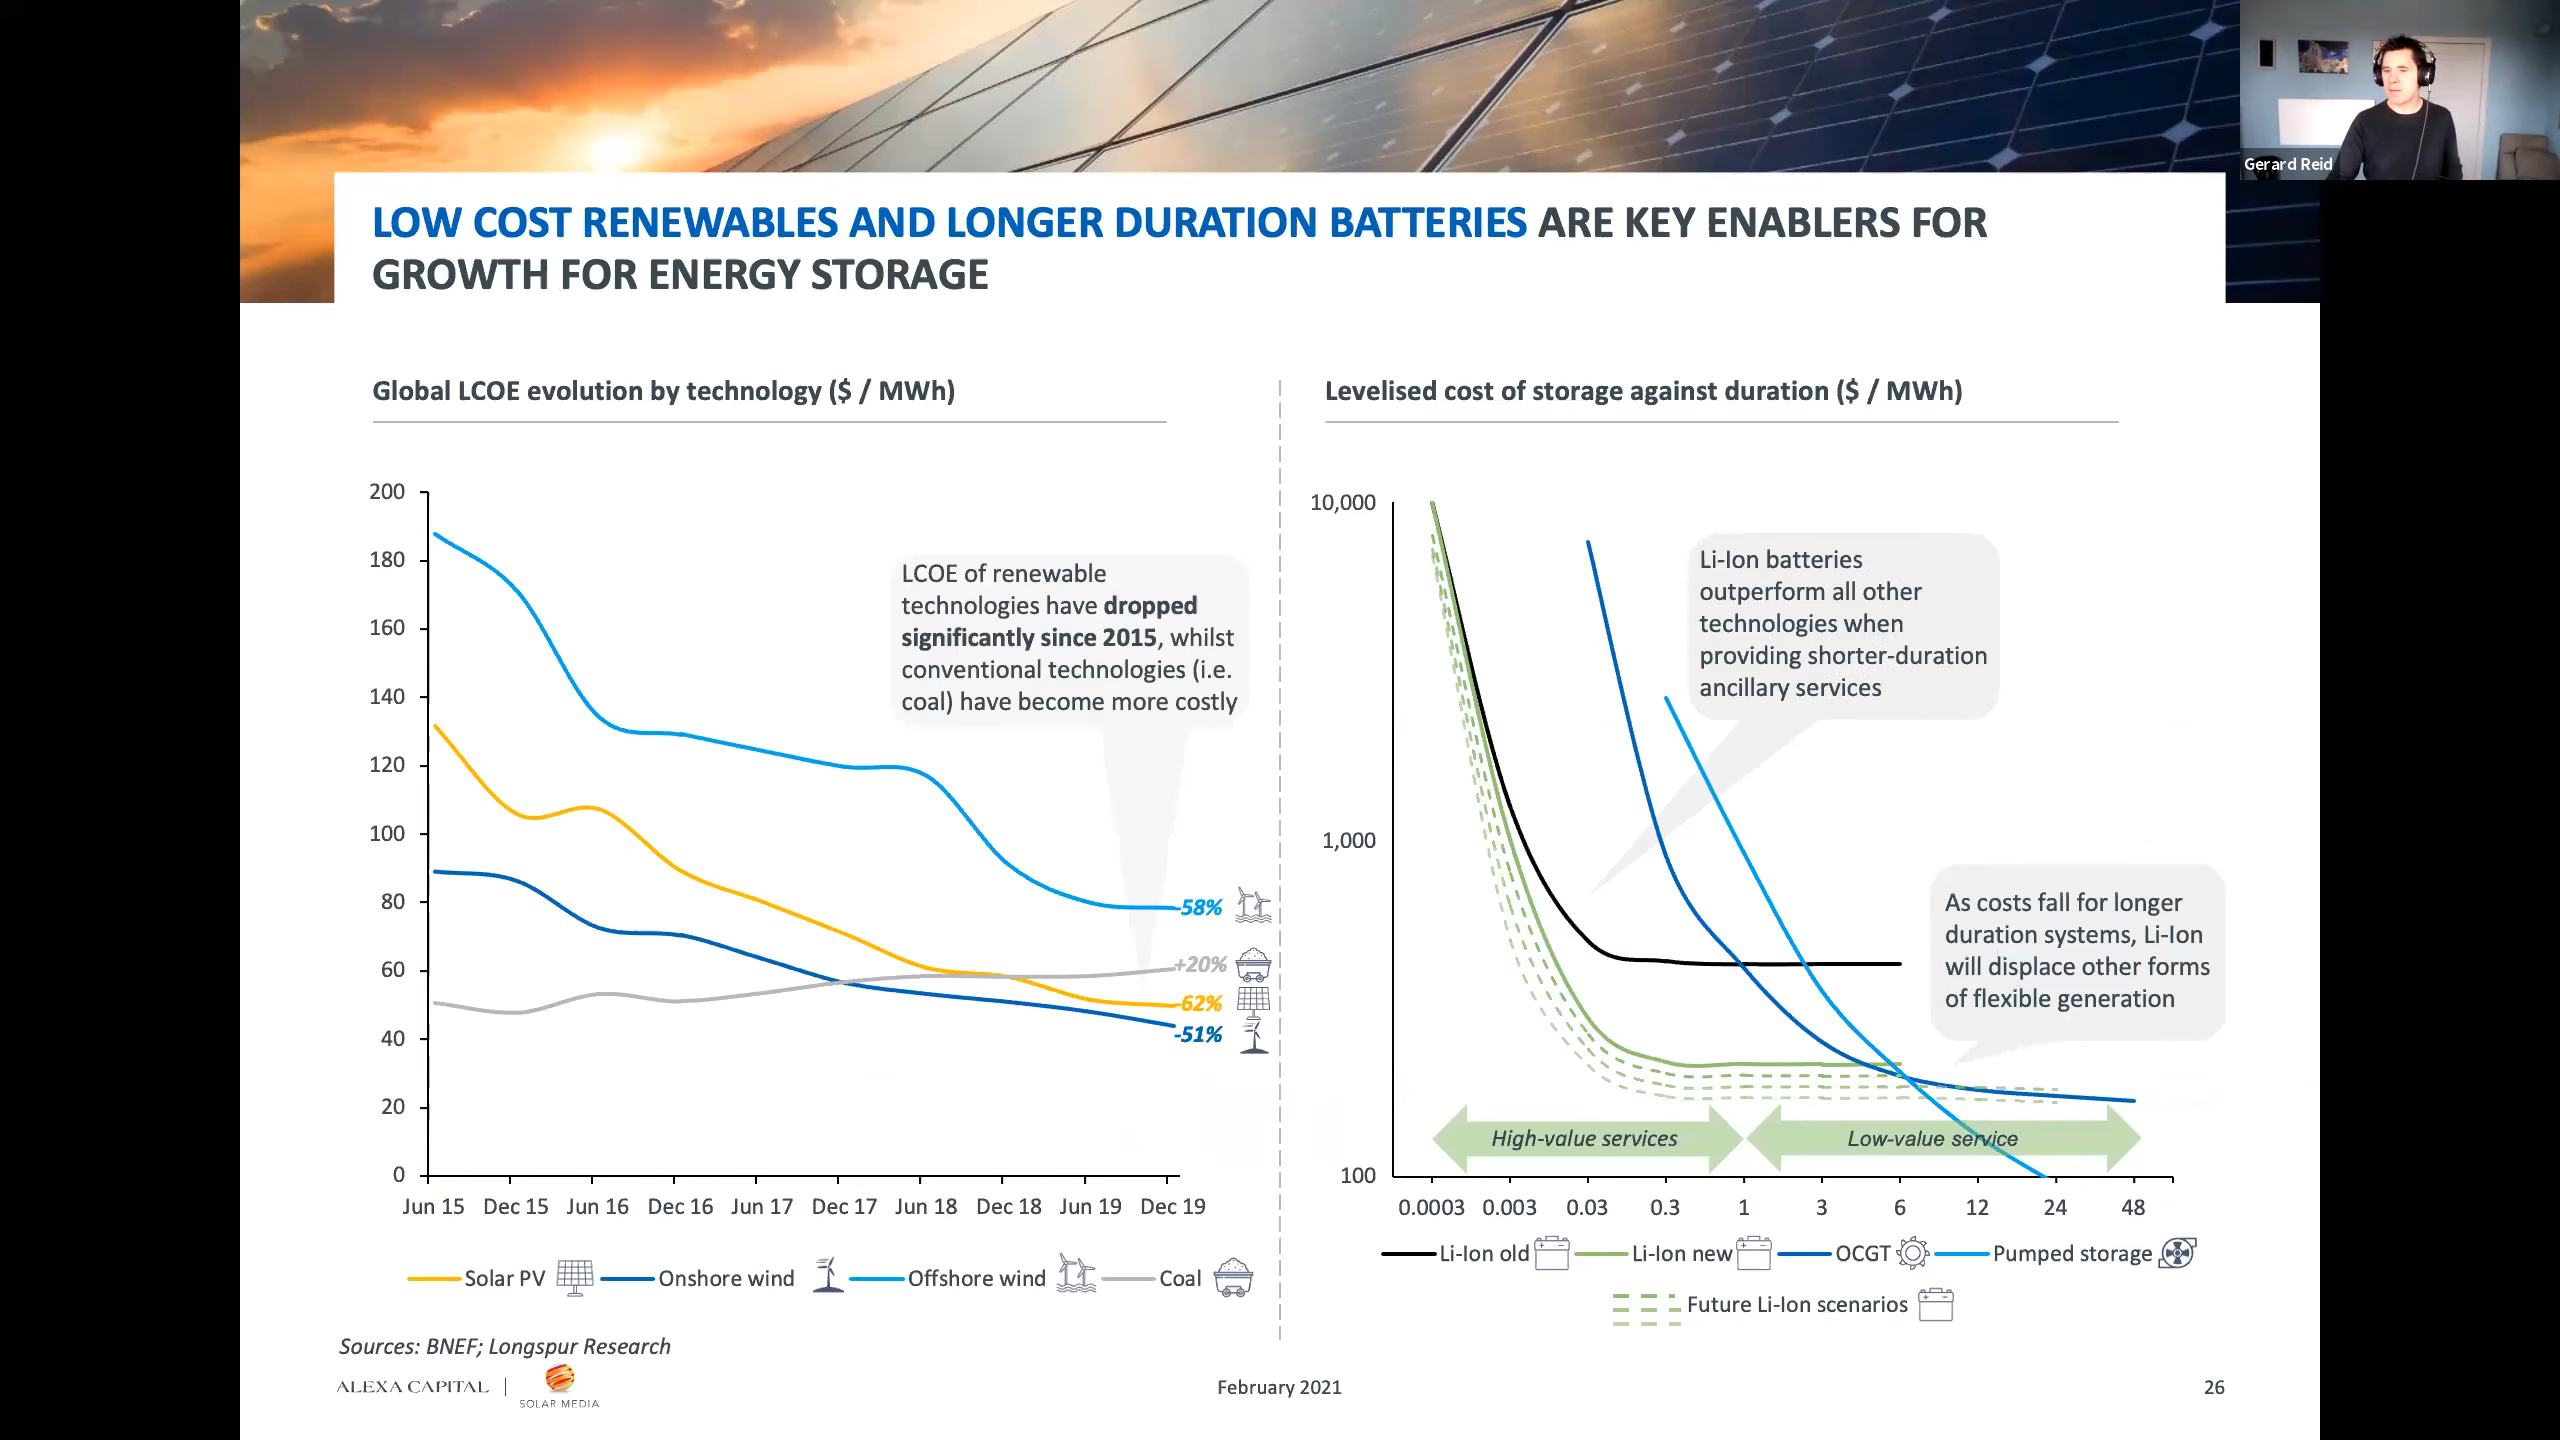 Gerard Reid
LOW COST RENEWABLES AND LONGER DURATION BATTERIES ARE KEY ENABLERS FOR
GROWTH FOR ENERGY STORAGE
Global LCOE evolution by technology ($ / MWh)
200
180
160
140
120
100
80
60
40
20
0
LCOE of renewable
technologies have dropped
significantly since 2015, whilst
conventional technologies (i.e.
coal) have become more costly
-58%
+20%
-62%
-51%
Jun 15 Dec 15 Jun 16 Dec 16 Jun 17 Dec 17 Jun 18 Dec 18 Jun 19 Dec 19
Solar PV Onshore wind Offshore wind Coal
Levelised cost of storage against duration ($ / MWh)
10,000
1,000
100
Li-Ion batteries
outperform all other
technologies when
providing shorter-duration
ancillary services
As costs fall for longer
duration systems, Li-Ion
will displace other forms
of flexible generation
High-value services Low-value service
0.0003 0.003 0.03 0.3 1 3 6 12 24 48
Li-Ion old Li-Ion new OCGT Pumped storage
Future Li-Ion scenarios
Sources: BNEF; Longspur Research
ALEXA CAPITAL | SOLAR MEDIA
February 2021
26